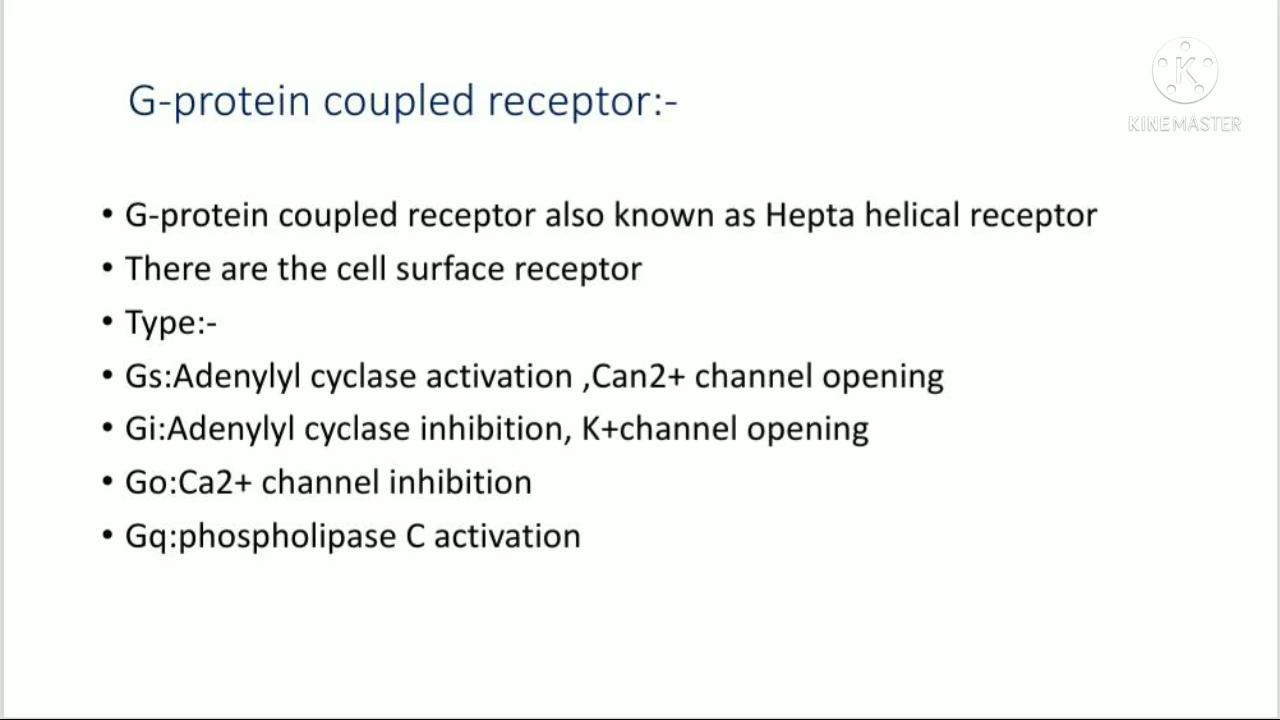 KINEMASTER
G-protein coupled receptor:-
• G-protein coupled receptor also known as Hepta helical receptor
• There are the cell surface receptor
• Type:-
• Gs:Adenylyl cyclase activation ,Can2+ channel opening
• Gi:Adenylyl cyclase inhibition, K+channel opening
• Go:Ca2+ channel inhibition
• Gq:phospholipase C activation